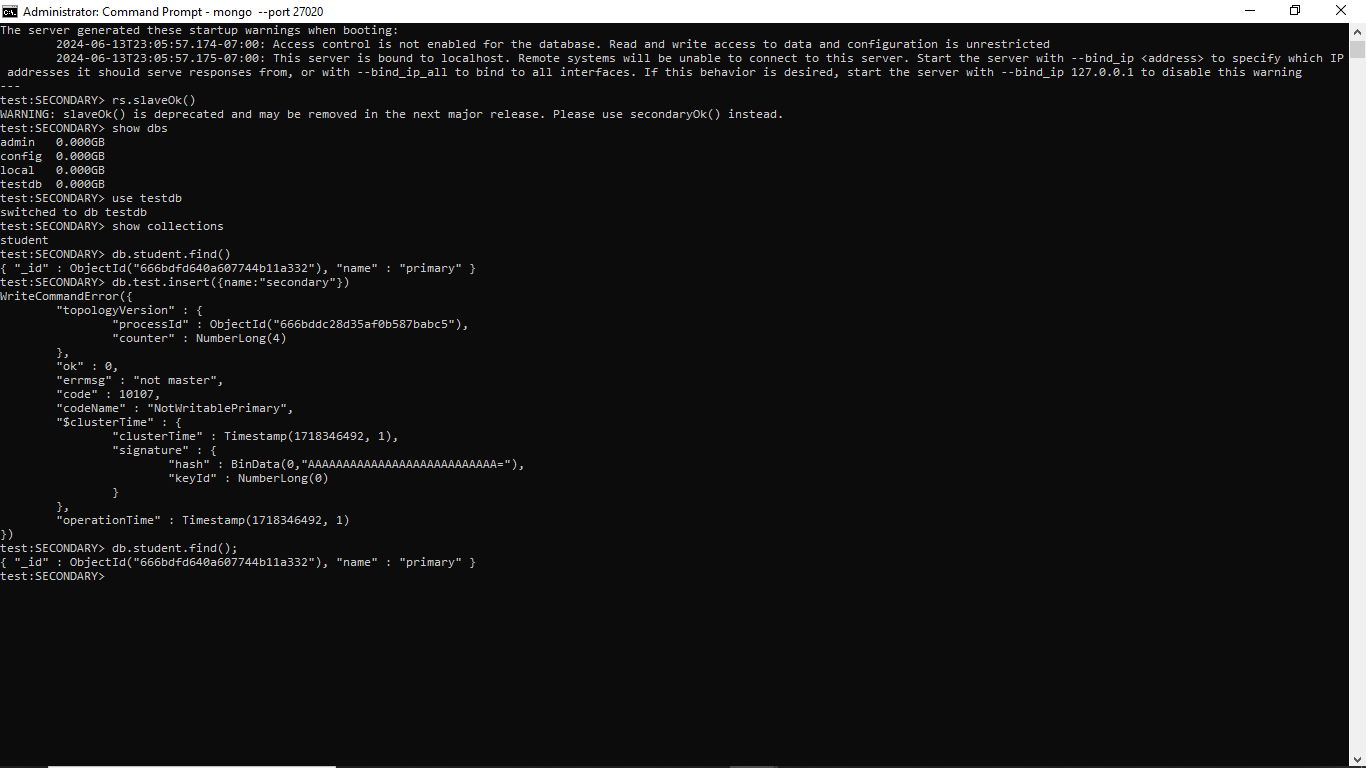 Administrator: Command Prompt - mongo  --port 27020
The server generated these startup warnings when booting:
        2024-06-13T23:05:57.174-07:00: Access control is not enabled for the database. Read and write access to data and configuration is unrestricted
        2024-06-13T23:05:57.175-07:00: This server is bound to localhost. Remote systems will be unable to connect to this server. Start the server with --bind_ip <address> to specify which IP
 addresses it should serve responses from, or with --bind_ip_all to bind to all interfaces. If this behavior is desired, start the server with --bind_ip 127.0.0.1 to disable this warning
---
test:SECONDARY> rs.slaveOk()
WARNING: slaveOk() is deprecated and may be removed in the next major release. Please use secondaryOk() instead.
test:SECONDARY> show dbs
admin   0.000GB
config  0.000GB
local   0.000GB
testdb  0.000GB
test:SECONDARY> use testdb
switched to db testdb
test:SECONDARY> show collections
student
test:SECONDARY> db.student.find()
{ "_id" : ObjectId("666bdfd640a607744b11a332"), "name" : "primary" }
test:SECONDARY> db.test.insert({name:"secondary"})
WriteCommandError({
        "topologyVersion" : {
                "processId" : ObjectId("666bddc28d35af0b587babc5"),
                "counter" : NumberLong(4)
        },
        "ok" : 0,
        "errmsg" : "not master",
        "code" : 10107,
        "codeName" : "NotWritablePrimary",
        "$clusterTime" : {
                "clusterTime" : Timestamp(1718346492, 1),
                "signature" : {
                        "hash" : BinData(0,"AAAAAAAAAAAAAAAAAAAAAAAAAAA="),
                        "keyId" : NumberLong(0)
                }
        },
        "operationTime" : Timestamp(1718346492, 1)
})
test:SECONDARY> db.student.find();
{ "_id" : ObjectId("666bdfd640a607744b11a332"), "name" : "primary" }
test:SECONDARY>